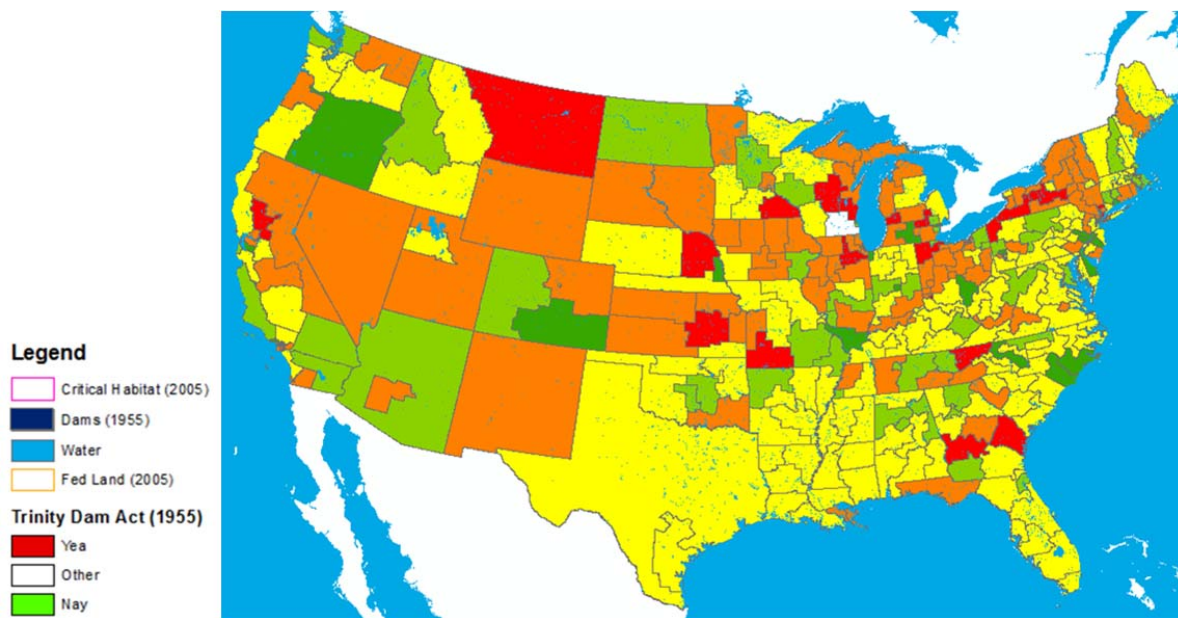 Legend
Critical Habitat (2005)
Dams (1955)
Water
Fed Land (2005)
Trinity Dam Act (1955)
Yea
Other
Nay